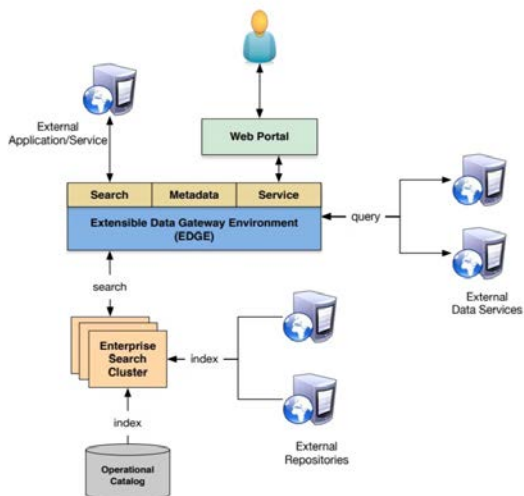 External
Application/Service
Web Portal
Search
Metadata
Service
Extensible Data Gateway Environment
(EDGE)
query
External
Data Services
search
Enterprise
Search
Cluster
index
External
Repositories
index
Operational
Catalog